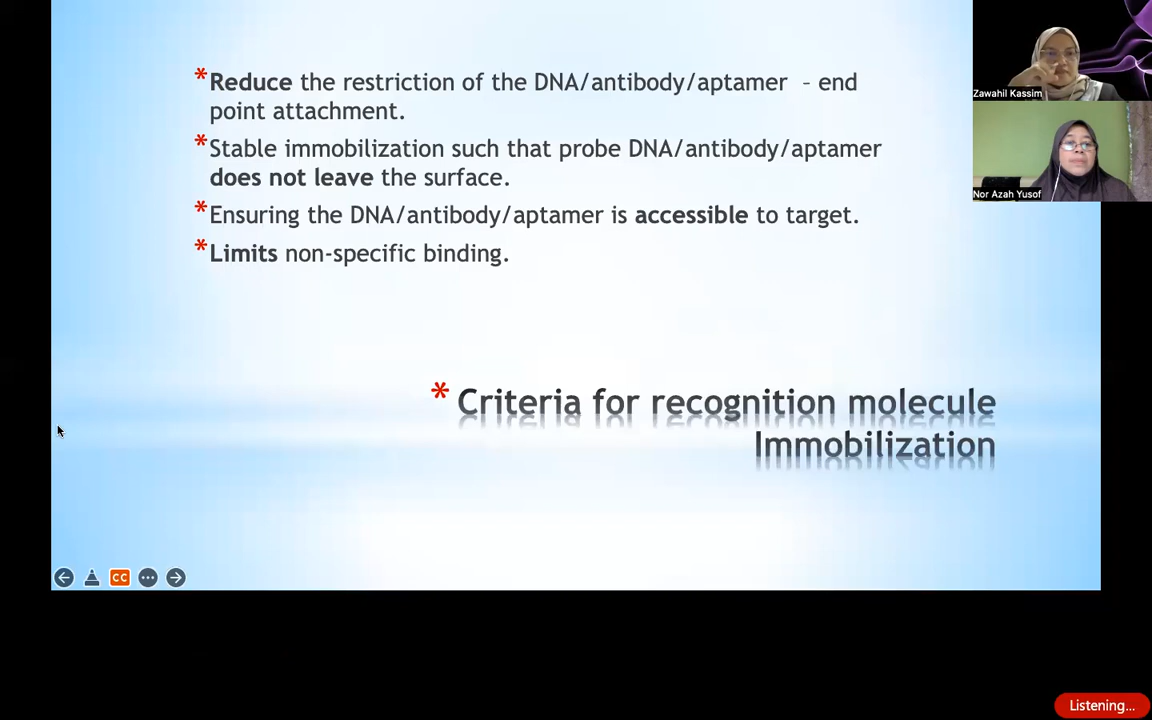 *Reduce the restriction of the DNA/antibody/aptamer – end
point attachment.
*Stable immobilization such that probe DNA/antibody/aptamer
does not leave the surface.
*Ensuring the DNA/antibody/aptamer is accessible to target.
*Limits non-specific binding.
* Criteria for recognition molecule
Immobilization
Zawahil Kassim
Nor Azah Yusof
CC
Listening...